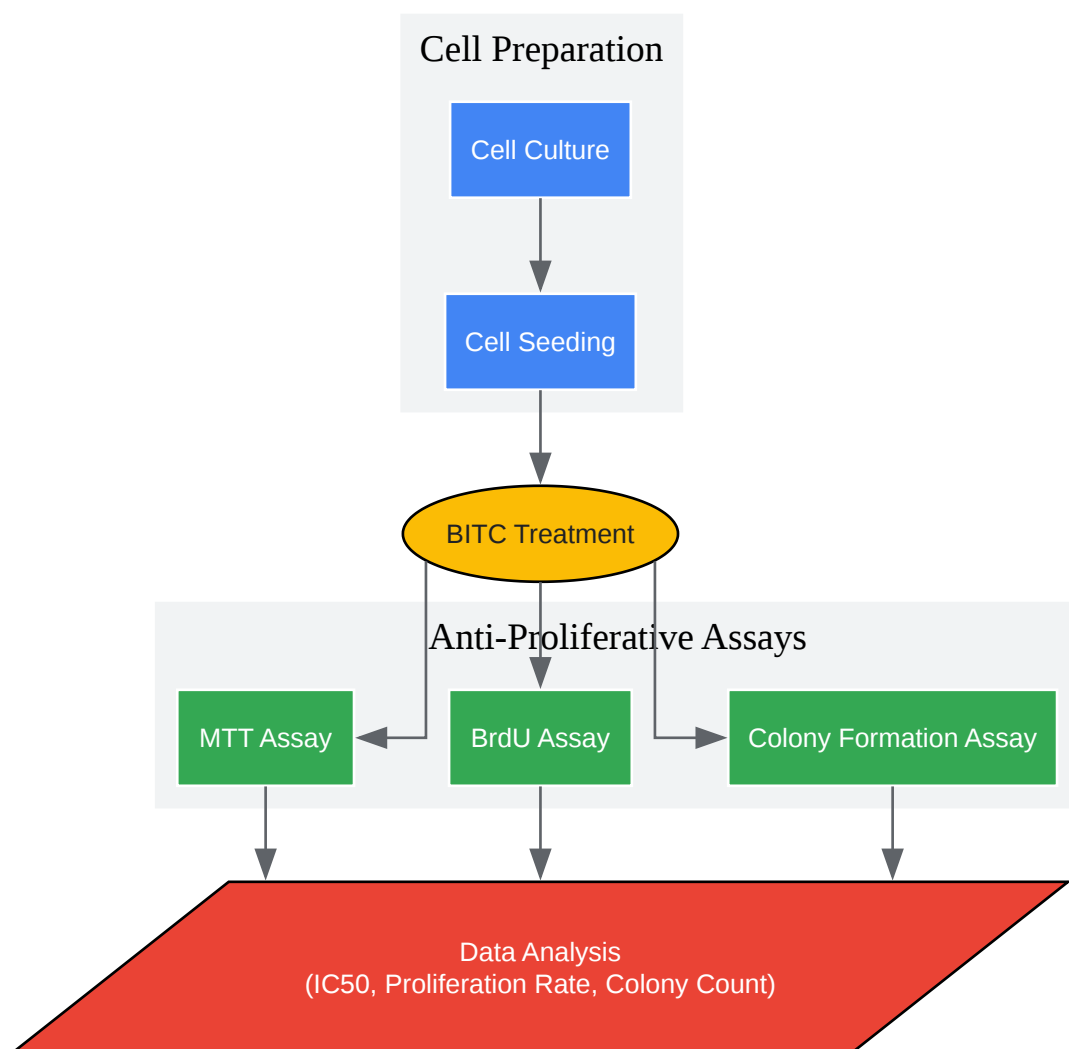 Cell Preparation
Cell Culture
Cell Seeding
BITC Treatment
Anti-Proliferative Assays
MTT Assay
BrdU Assay
Colony Formation Assay
Data Analysis
(IC50, Proliferation Rate, Colony Count)